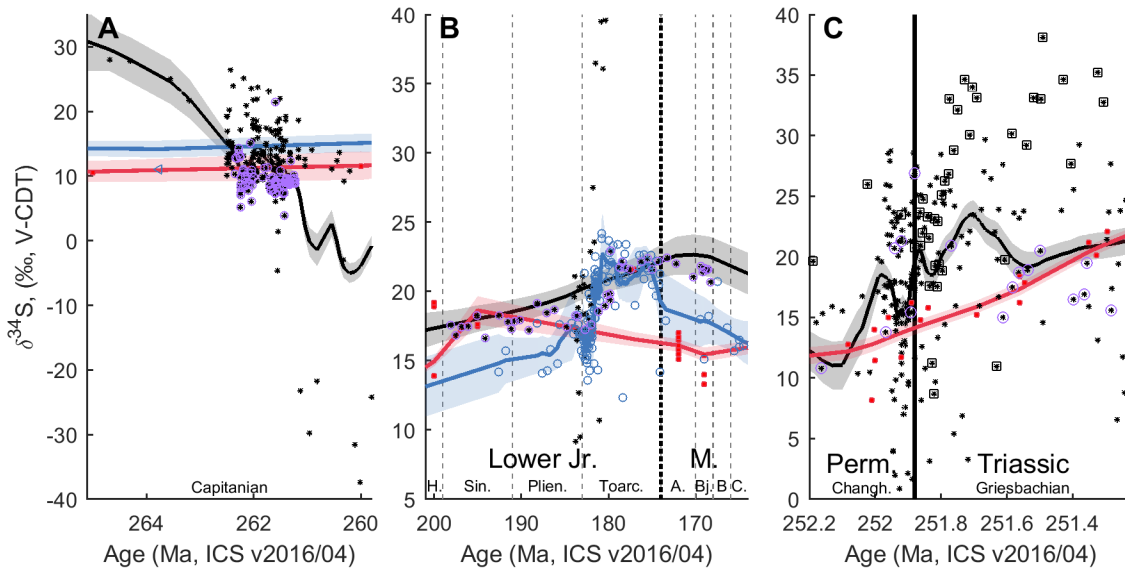 A
B
C
δ³⁴S, (‰, V-CDT)
30
20
10
0
-10
-20
-30
-40
264
262
260
Capitanian
Age (Ma, ICS v2016/04)
40
35
30
25
20
15
10
5
200
190
180
170
Lower Jr.
M.
H.
Sin.
Plien.
Toarc.
A.
Bj.
B
C.
Age (Ma, ICS v2016/04)
40
35
30
25
20
15
10
5
0
252.2
252
251.8
251.6
251.4
Perm.
Triassic
Changh.
Griesbachian
Age (Ma, ICS v2016/04)